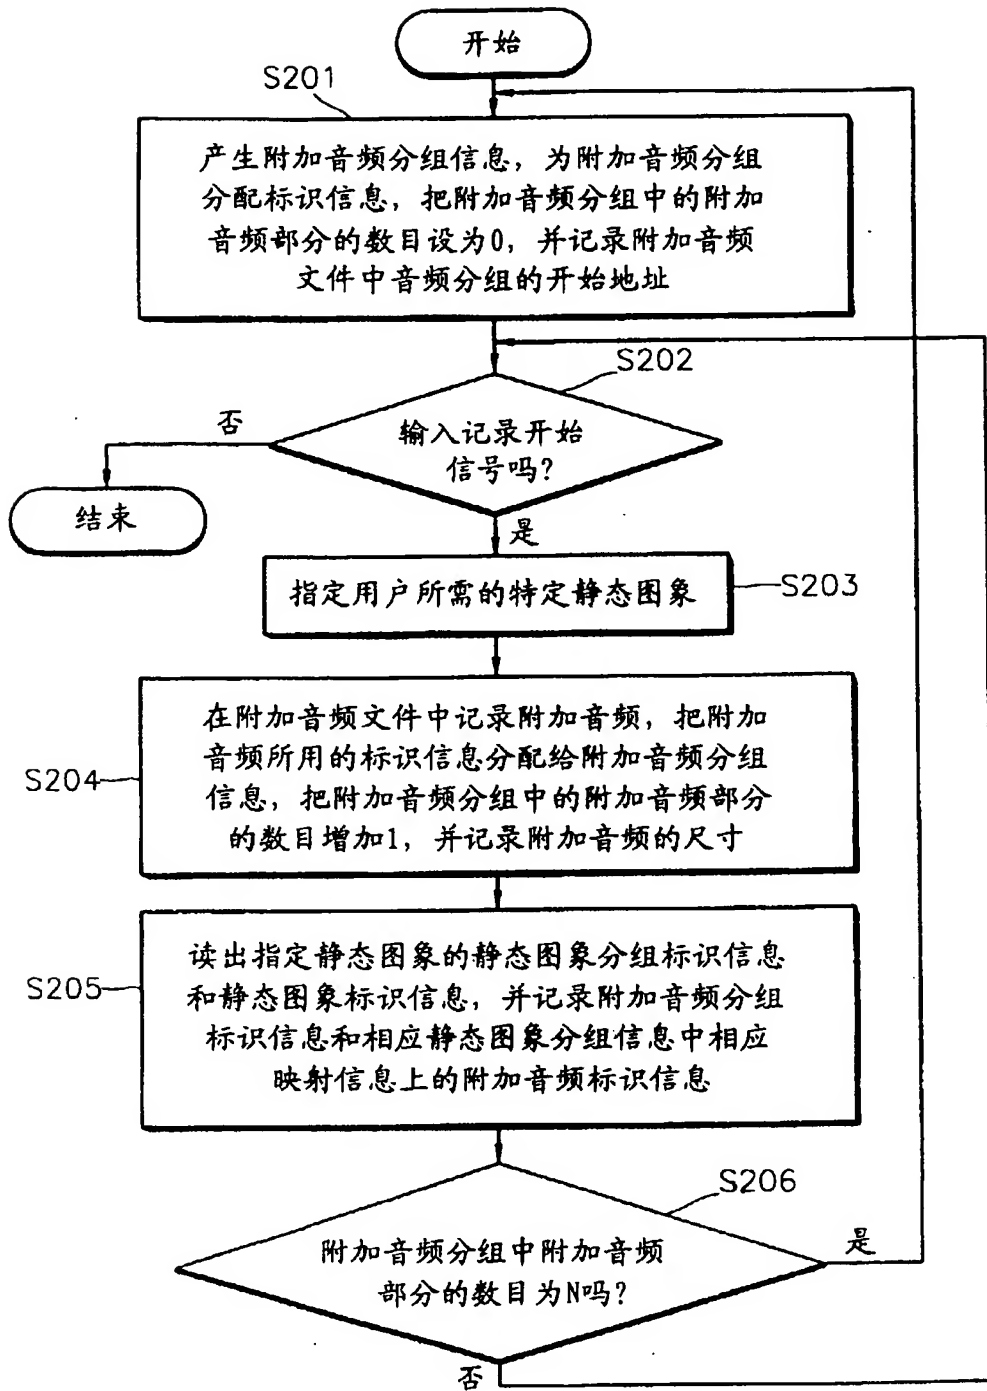 开始
S201
产生附加音频分组信息，为附加音频分组
分配标识信息，把附加音频分组中的附加
音频部分的数目设为0，并记录附加音频
文件中音频分组的开始地址
S202
否
输入记录开始
信号吗?
结束
是
指定用户所需的特定静态图象
S203
在附加音频文件中记录附加音频，把附加
音频所用的标识信息分配给附加音频分组
信息，把附加音频分组中的附加音频部分
的数目增加1，并记录附加音频的尺寸
S204
读出指定静态图象的静态图象分组标识信息
和静态图象标识信息，并记录附加音频分组
标识信息和相应静态图象分组信息中相应
映射信息上的附加音频标识信息
S205
S206
附加音频分组中附加音频
部分的数目为N吗?
是
否